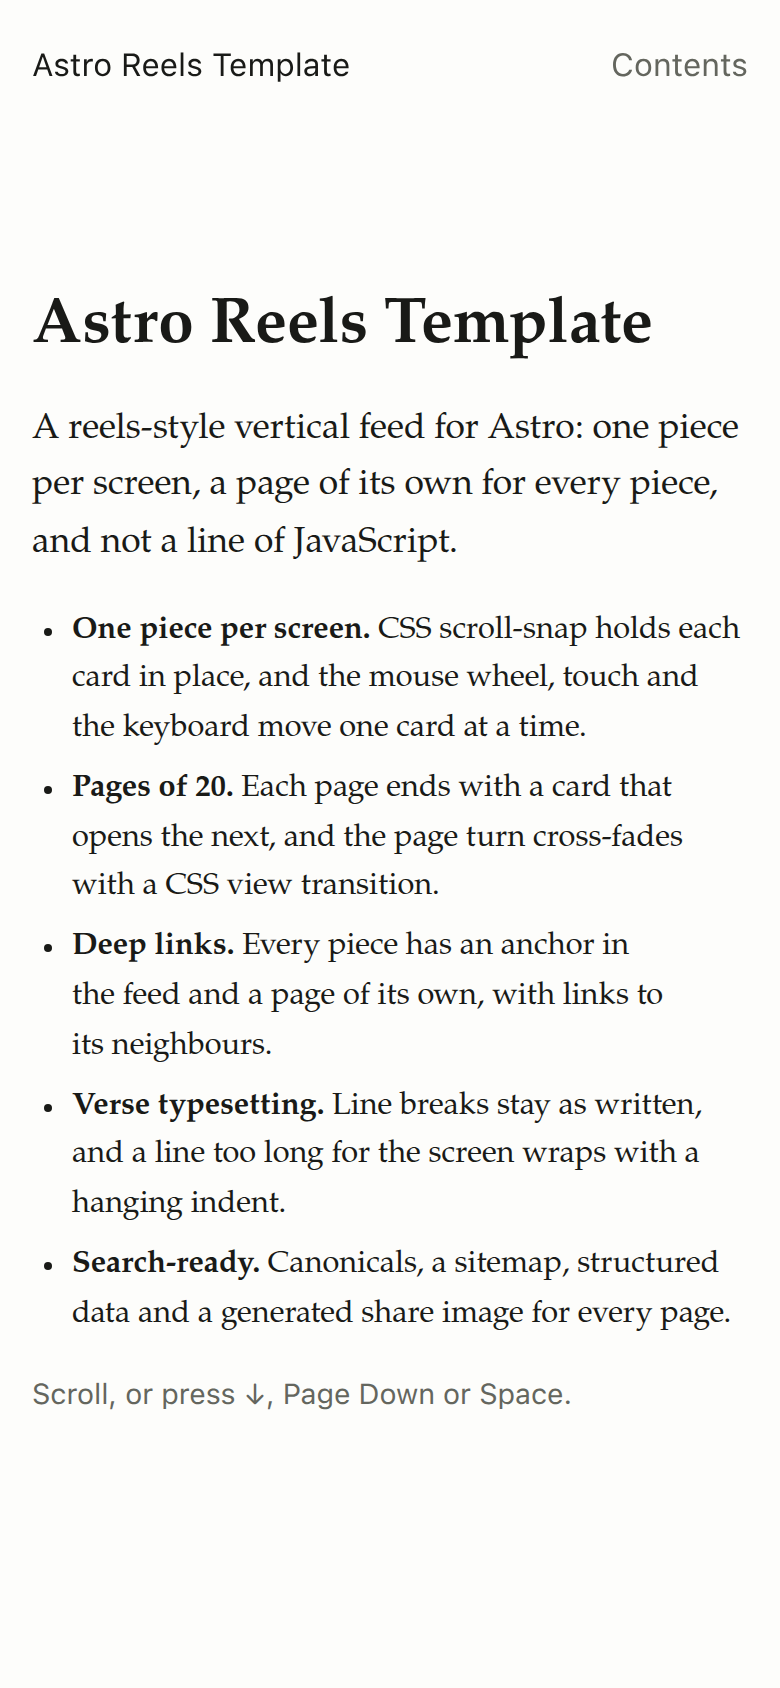 Astro Reels Template
Contents
Astro Reels Template
A reels-style vertical feed for Astro: one piece
per screen, a page of its own for every piece,
and not a line of JavaScript.
• One piece per screen. CSS scroll-snap holds each
card in place, and the mouse wheel, touch and
the keyboard move one card at a time.
• Pages of 20. Each page ends with a card that
opens the next, and the page turn cross-fades
with a CSS view transition.
• Deep links. Every piece has an anchor in
the feed and a page of its own, with links to
its neighbours.
• Verse typesetting. Line breaks stay as written,
and a line too long for the screen wraps with a
hanging indent.
• Search-ready. Canonicals, a sitemap, structured
data and a generated share image for every page.
Scroll, or press ↓, Page Down or Space.